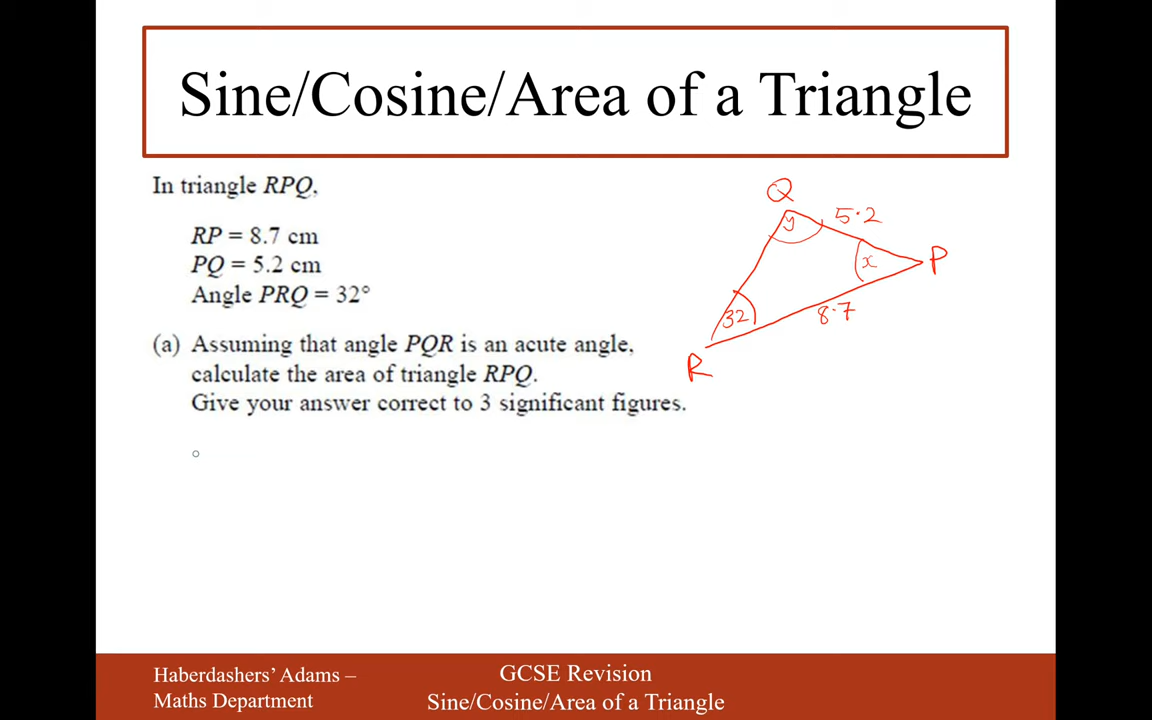 Sine/Cosine/Area of a Triangle
In triangle RPQ,
RP = 8.7 cm
PQ = 5.2 cm
Angle PRQ = 32°
(a) Assuming that angle PQR is an acute angle,
calculate the area of triangle RPQ.
Give your answer correct to 3 significant figures.
Q
5.2
y
P
x
32
8.7
R
Haberdashers’ Adams –
Maths Department
GCSE Revision
Sine/Cosine/Area of a Triangle